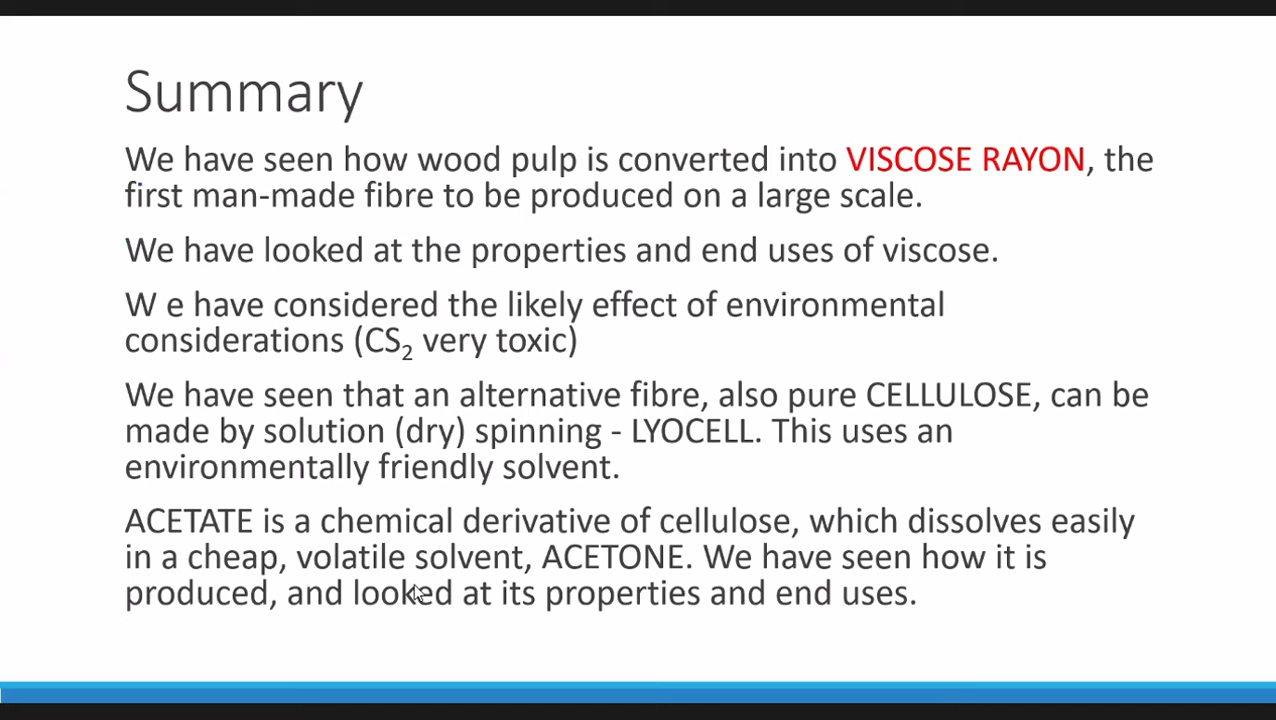 Summary
We have seen how wood pulp is converted into VISCOSE RAYON, the
first man-made fibre to be produced on a large scale.
We have looked at the properties and end uses of viscose.
W e have considered the likely effect of environmental
considerations (CS₂ very toxic)
We have seen that an alternative fibre, also pure CELLULOSE, can be
made by solution (dry) spinning - LYOCELL. This uses an
environmentally friendly solvent.
ACETATE is a chemical derivative of cellulose, which dissolves easily
in a cheap, volatile solvent, ACETONE. We have seen how it is
produced, and looked at its properties and end uses.